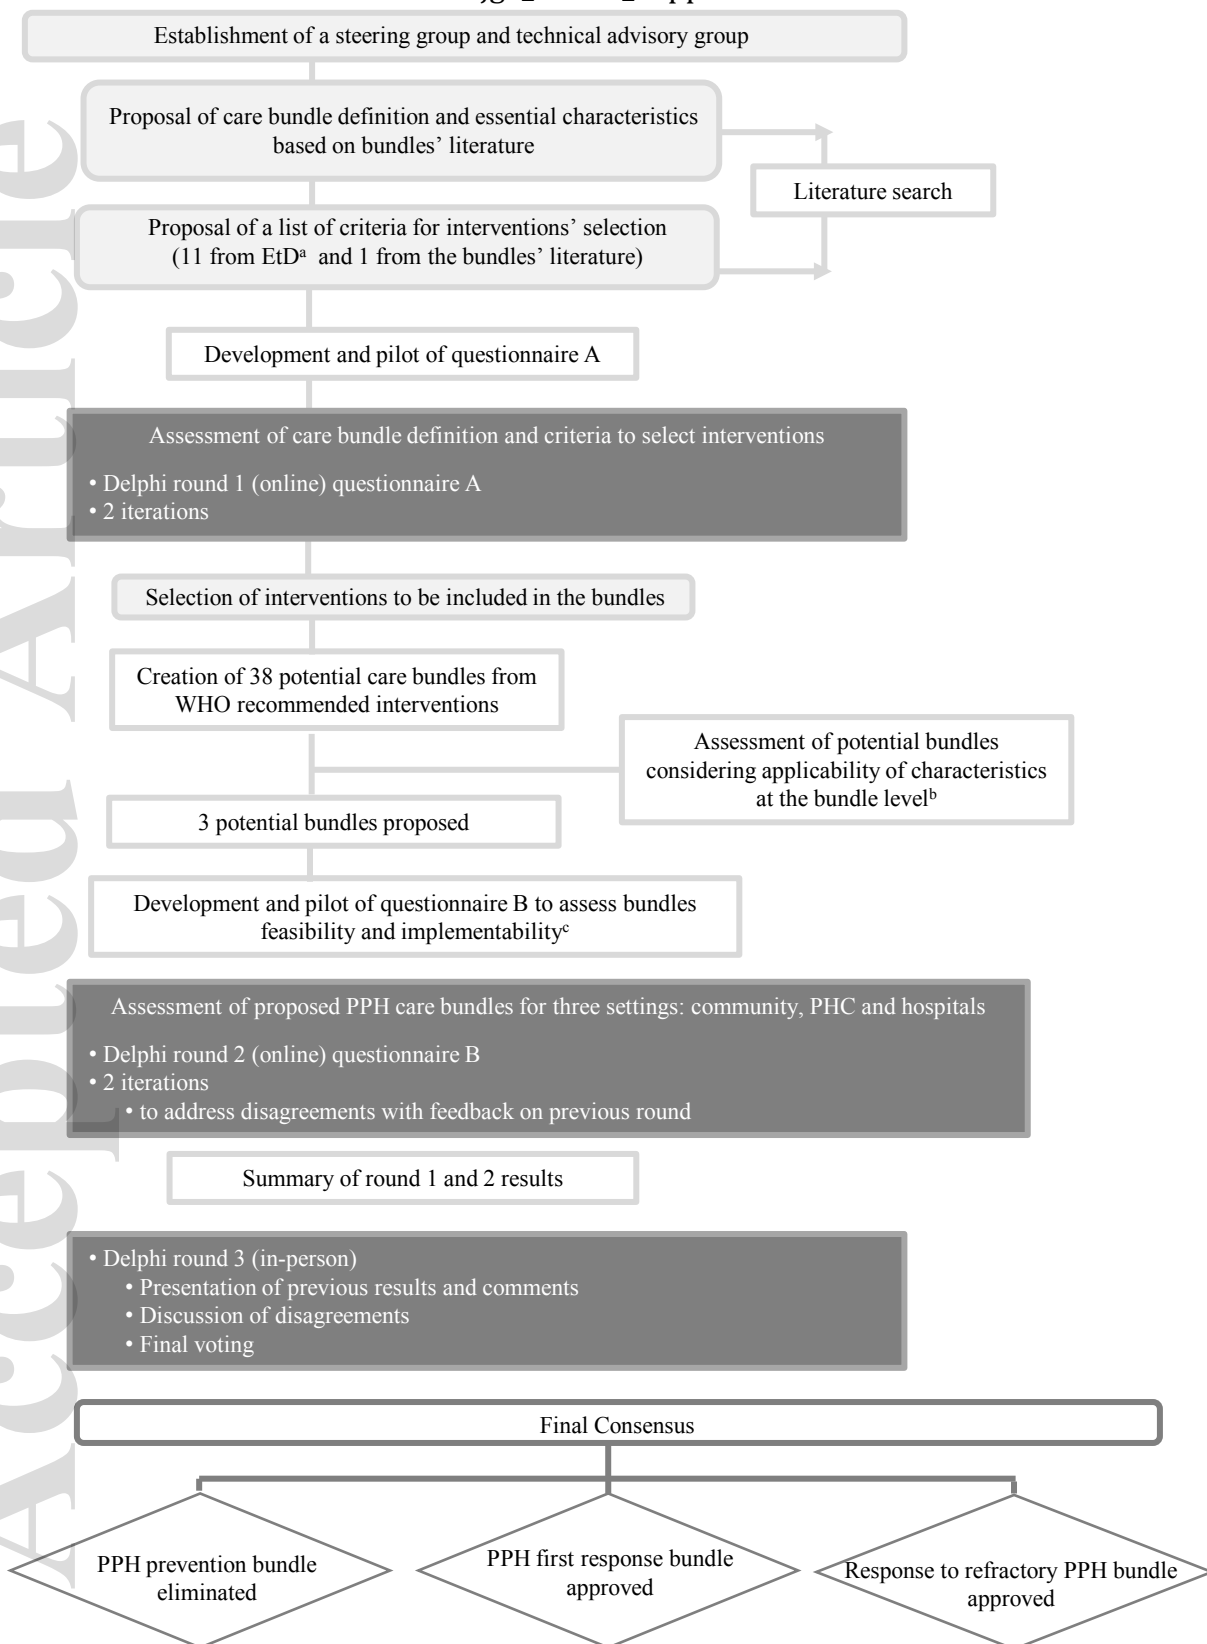 Establishment of a steering group and technical advisory group
Proposal of care bundle definition and essential characteristics
based on bundles’ literature
Literature search
Proposal of a list of criteria for interventions’ selection
(11 from EtDᵃ and 1 from the bundles’ literature)
Development and pilot of questionnaire A
Assessment of care bundle definition and criteria to select interventions
• Delphi round 1 (online) questionnaire A
• 2 iterations
Selection of interventions to be included in the bundles
Creation of 38 potential care bundles from
WHO recommended interventions
Assessment of potential bundles
considering applicability of characteristics
at the bundle levelᵇ
3 potential bundles proposed
Development and pilot of questionnaire B to assess bundles
feasibility and implementabilityᶜ
Assessment of proposed PPH care bundles for three settings: community, PHC and hospitals
• Delphi round 2 (online) questionnaire B
• 2 iterations
• to address disagreements with feedback on previous round
Summary of round 1 and 2 results
• Delphi round 3 (in-person)
• Presentation of previous results and comments
• Discussion of disagreements
• Final voting
Final Consensus
PPH prevention bundle
eliminated
PPH first response bundle
approved
Response to refractory PPH bundle
approved
Accepted Article